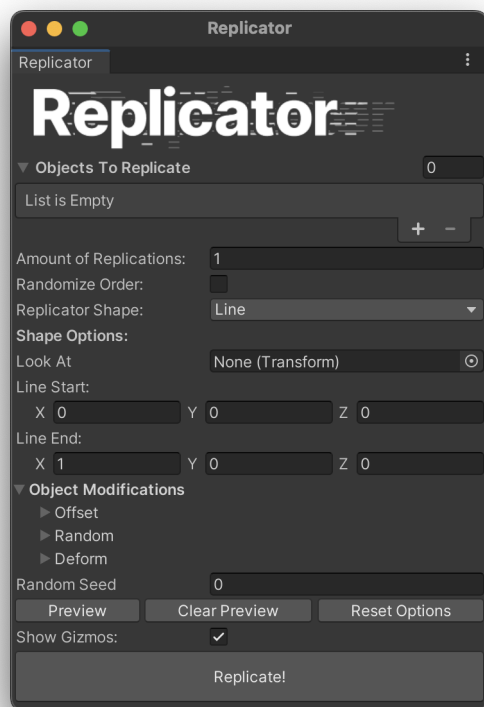 Replicator
Replicator
Replicator
Objects To Replicate 0
List is Empty
+ −
Amount of Replications: 1
Randomize Order:
Replicator Shape: Line
Shape Options:
Look At None (Transform)
Line Start:
X 0 Y 0 Z 0
Line End:
X 1 Y 0 Z 0
Object Modifications
Offset
Random
Deform
Random Seed 0
Preview Clear Preview Reset Options
Show Gizmos:
Replicate!